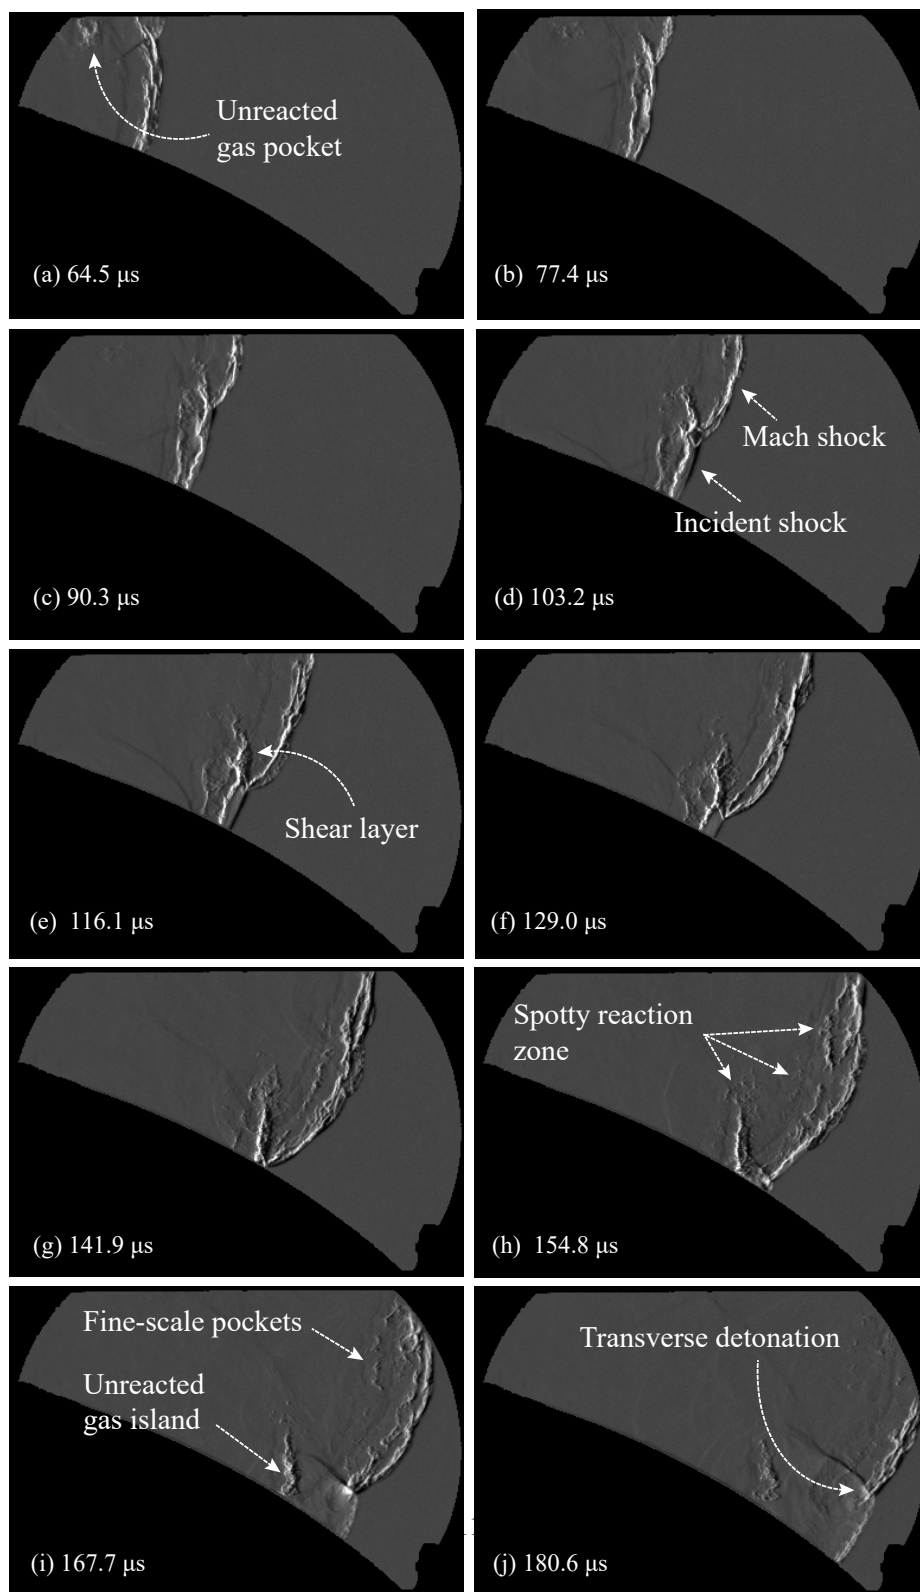 Unreacted
gas pocket
(a) 64.5 μs
(b) 77.4 μs
(c) 90.3 μs
Mach shock
Incident shock
(d) 103.2 μs
Shear layer
(e) 116.1 μs
(f) 129.0 μs
(g) 141.9 μs
Spotty reaction
zone
(h) 154.8 μs
Fine-scale pockets
Unreacted
gas island
(i) 167.7 μs
Transverse detonation
(j) 180.6 μs